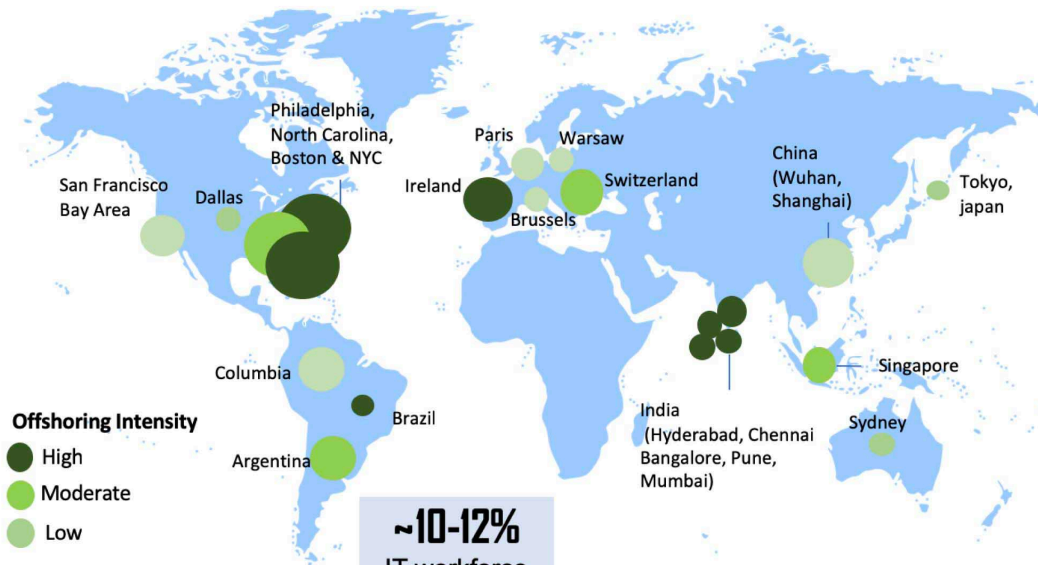 Philadelphia,
North Carolina,
Boston & NYC
San Francisco
Bay Area
Dallas
Paris
Warsaw
Ireland
Switzerland
Brussels
China
(Wuhan,
Shanghai)
Tokyo,
japan
Columbia
Brazil
Argentina
India
(Hyderabad, Chennai
Bangalore, Pune,
Mumbai)
Singapore
Sydney
Offshoring Intensity
High
Moderate
Low
~10-12%
IT workforce